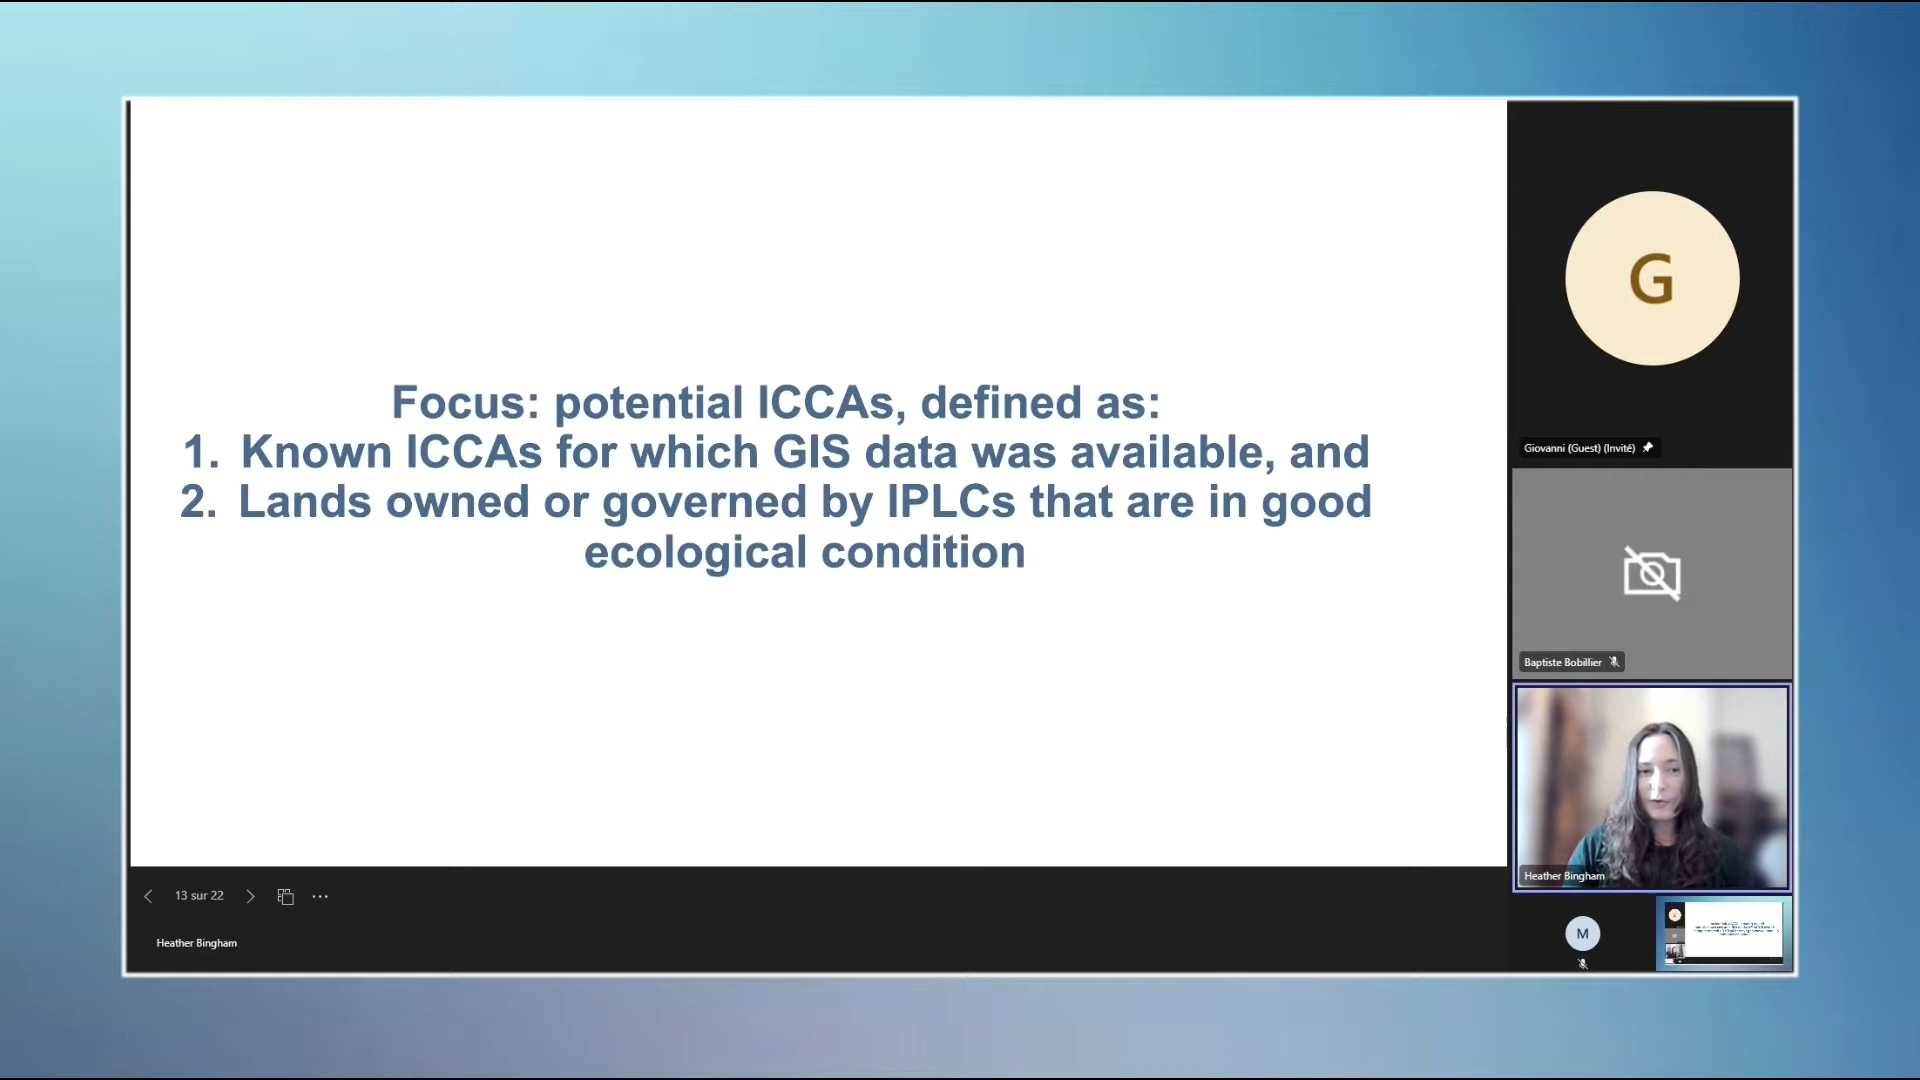 Focus: potential ICCAs, defined as:
1. Known ICCAs for which GIS data was available, and
2. Lands owned or governed by IPLCs that are in good
ecological condition
G
Giovanni (Guest) (Invité)
Baptiste Bobillier
Heather Bingham
13 sur 22
Heather Bingham
M